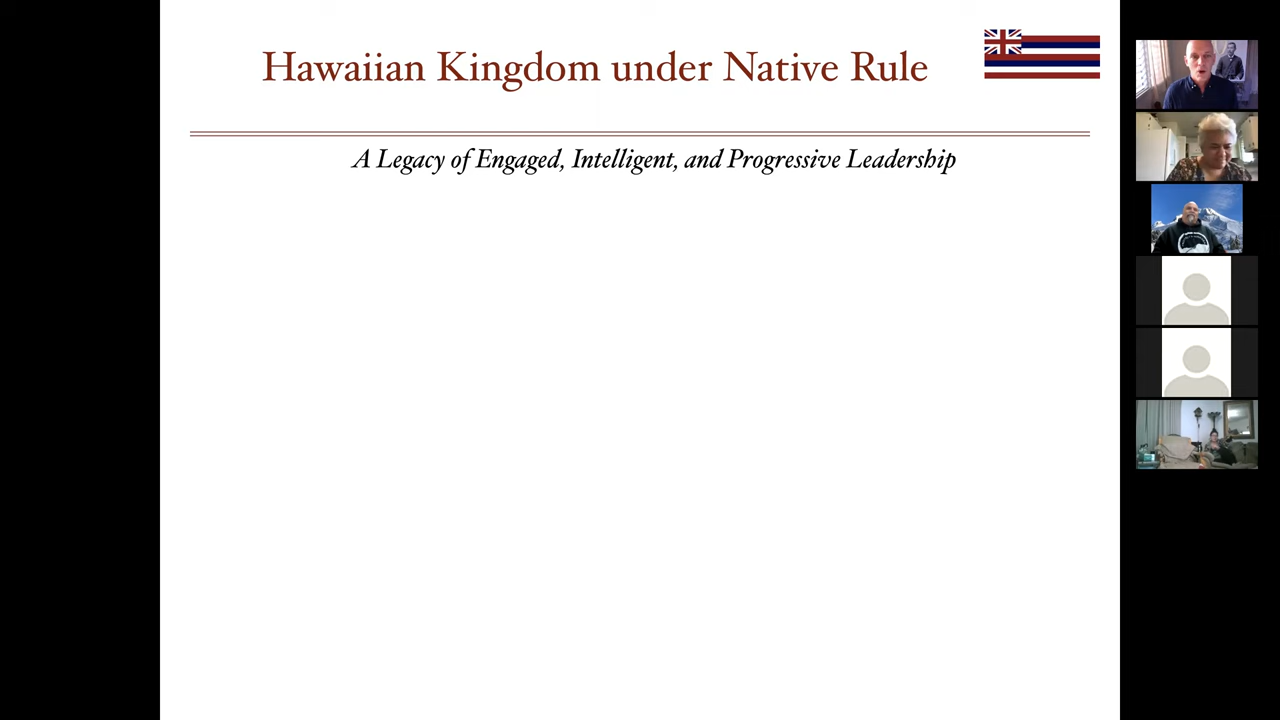 Hawaiian Kingdom under Native Rule
A Legacy of Engaged, Intelligent, and Progressive Leadership